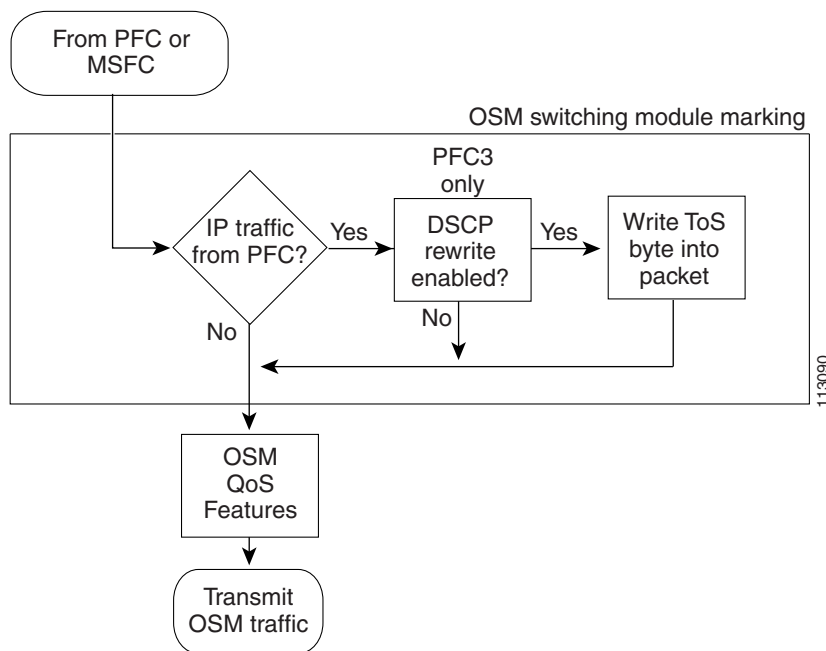 From PFC or
MSFC
OSM switching module marking
PFC3
only
IP traffic
from PFC?
Yes
DSCP
rewrite
enabled?
Yes
Write ToS
byte into
packet
No
No
113090
OSM
QoS
Features
Transmit
OSM traffic